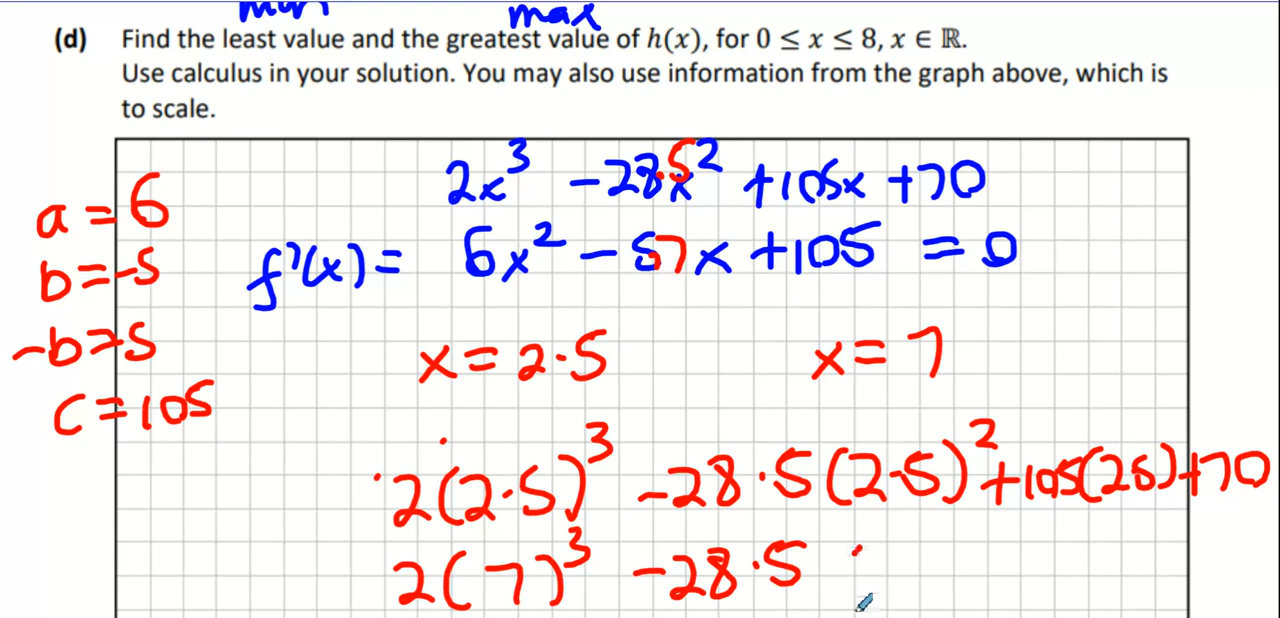 min max
(d) Find the least value and the greatest value of h(x), for 0 ≤ x ≤ 8, x ∈ ℝ.
Use calculus in your solution. You may also use information from the graph above, which is
to scale.
2x³ -28.5x² +105x +70
a = 6
f'(x) = 6x² - 57x +105 = 0
b = -5
-b = 5
x = 2.5 x = 7
c = 105
2(2.5)³ -28.5(2.5)² +105(25)+70
2(7)³ -28.5